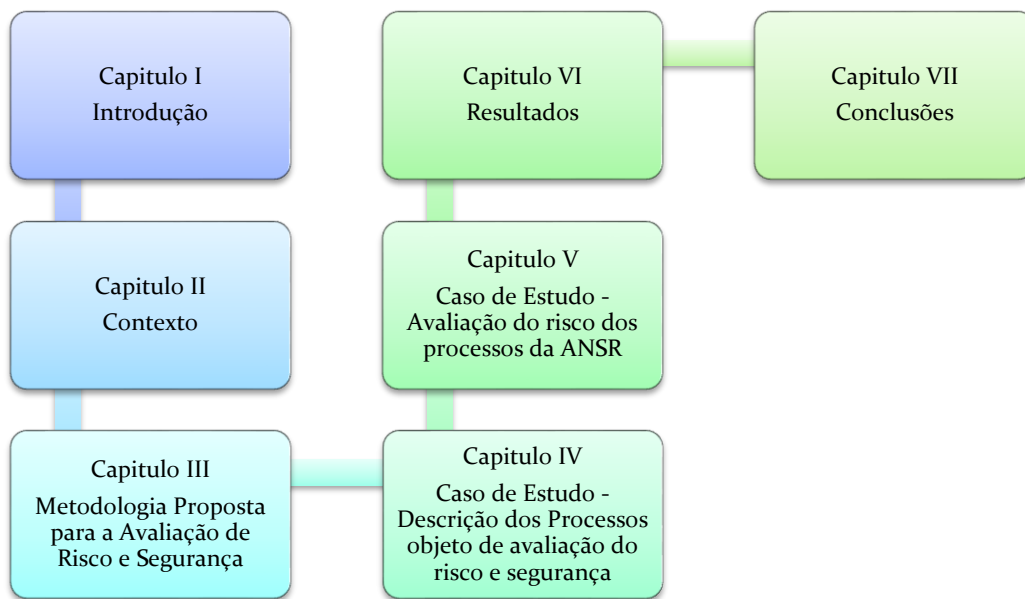 Capitulo I
Introdução
Capitulo II
Contexto
Capitulo III
Metodologia Proposta
para a Avaliação de
Risco e Segurança
Capitulo IV
Caso de Estudo -
Descrição dos Processos
objeto de avaliação do
risco e segurança
Capitulo V
Caso de Estudo -
Avaliação do risco dos
processos da ANSR
Capitulo VI
Resultados
Capitulo VII
Conclusões